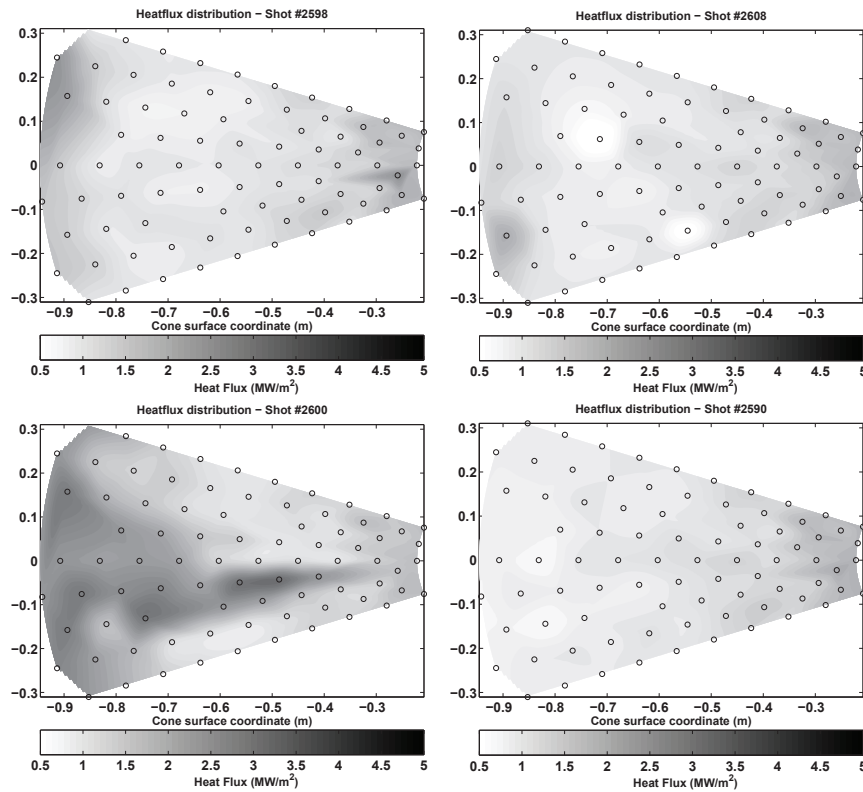 Heatflux distribution − Shot #2598
0.3
0.2
0.1
0
−0.1
−0.2
−0.3
−0.9 −0.8 −0.7 −0.6 −0.5 −0.4 −0.3
Cone surface coordinate (m)
0.5 1 1.5 2 2.5 3 3.5 4 4.5 5
Heat Flux (MW/m²)
Heatflux distribution − Shot #2608
0.3
0.2
0.1
0
−0.1
−0.2
−0.3
−0.9 −0.8 −0.7 −0.6 −0.5 −0.4 −0.3
Cone surface coordinate (m)
0.5 1 1.5 2 2.5 3 3.5 4 4.5 5
Heat Flux (MW/m²)
Heatflux distribution − Shot #2600
0.3
0.2
0.1
0
−0.1
−0.2
−0.3
−0.9 −0.8 −0.7 −0.6 −0.5 −0.4 −0.3
Cone surface coordinate (m)
0.5 1 1.5 2 2.5 3 3.5 4 4.5 5
Heat Flux (MW/m²)
Heatflux distribution − Shot #2590
0.3
0.2
0.1
0
−0.1
−0.2
−0.3
−0.9 −0.8 −0.7 −0.6 −0.5 −0.4 −0.3
Cone surface coordinate (m)
0.5 1 1.5 2 2.5 3 3.5 4 4.5 5
Heat Flux (MW/m²)